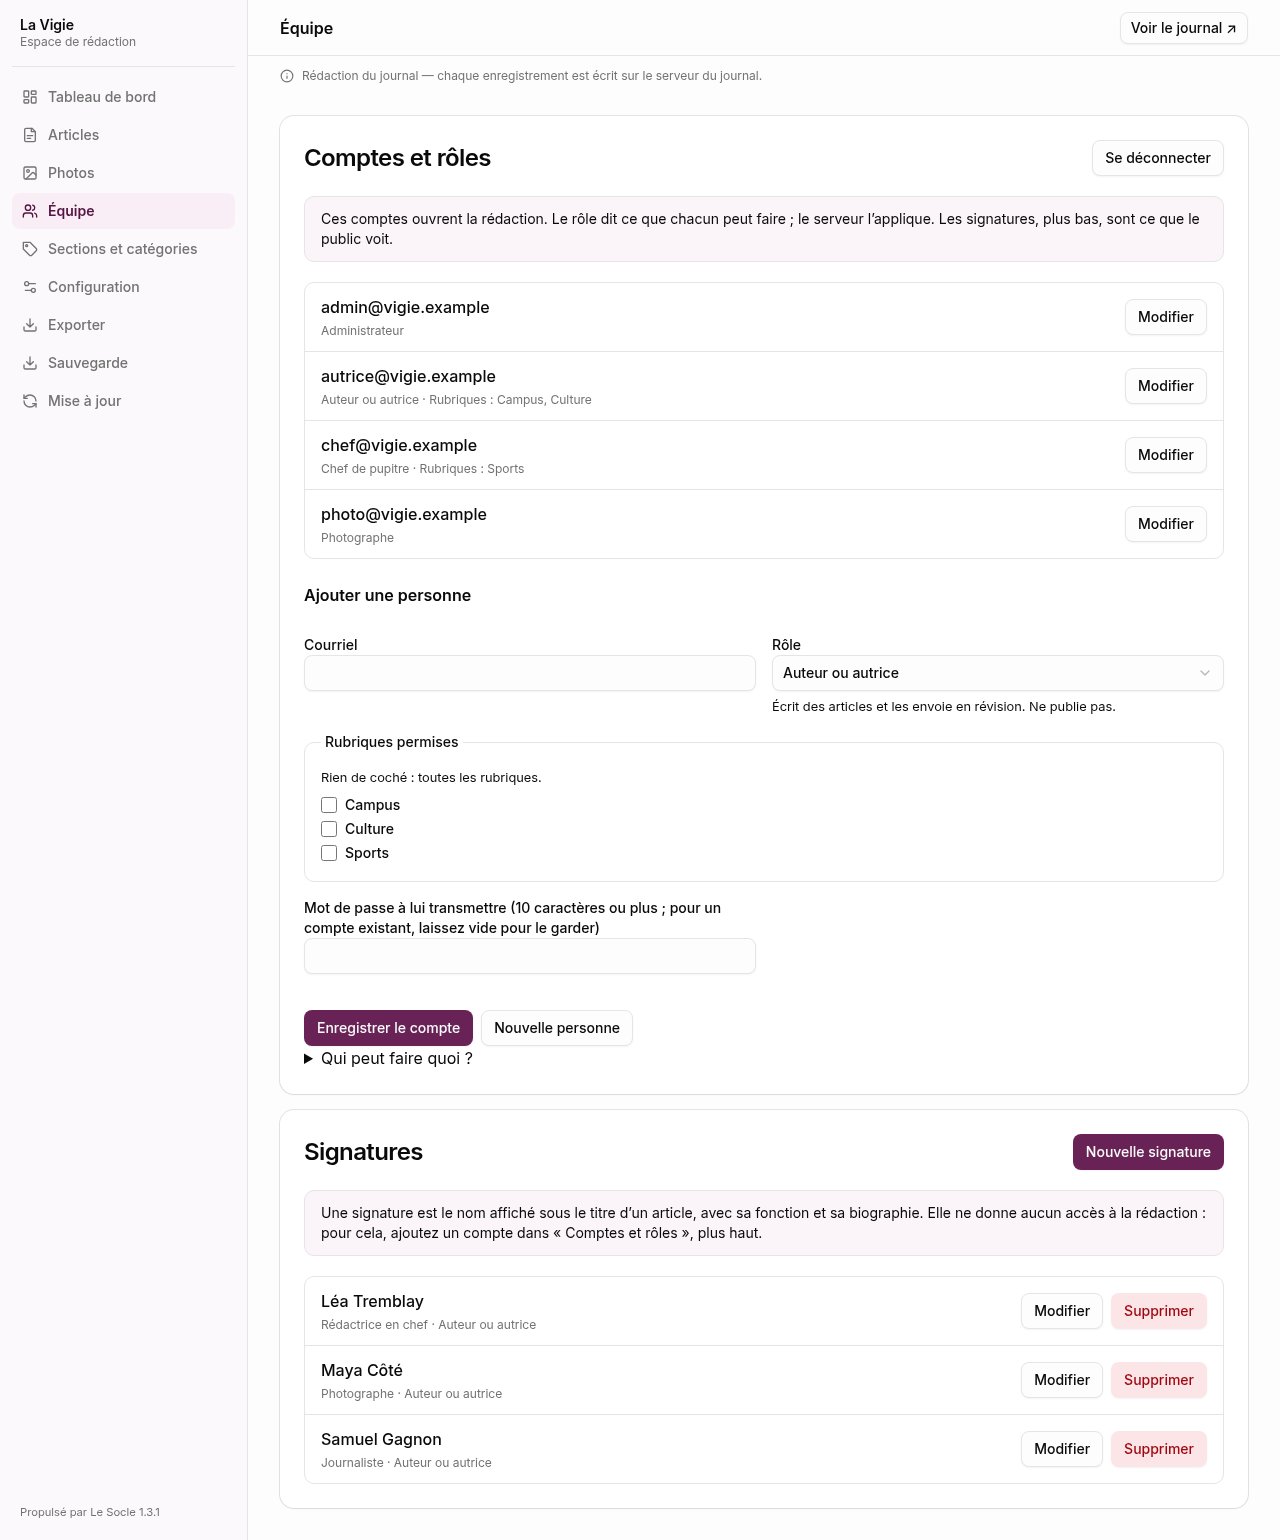 La Vigie
Espace de rédaction
Tableau de bord
Articles
Photos
Équipe
Sections et catégories
Configuration
Exporter
Sauvegarde
Mise à jour
Propulsé par Le Socle 1.3.1
Équipe
Voir le journal ↗
Rédaction du journal — chaque enregistrement est écrit sur le serveur du journal.
Comptes et rôles
Se déconnecter
Ces comptes ouvrent la rédaction. Le rôle dit ce que chacun peut faire ; le serveur l’applique. Les signatures, plus bas, sont ce que le
public voit.
admin@vigie.example
Administrateur
Modifier
autrice@vigie.example
Auteur ou autrice · Rubriques : Campus, Culture
Modifier
chef@vigie.example
Chef de pupitre · Rubriques : Sports
Modifier
photo@vigie.example
Photographe
Modifier
Ajouter une personne
Courriel
Rôle
Auteur ou autrice
Écrit des articles et les envoie en révision. Ne publie pas.
Rubriques permises
Rien de coché : toutes les rubriques.
Campus
Culture
Sports
Mot de passe à lui transmettre (10 caractères ou plus ; pour un
compte existant, laissez vide pour le garder)
Enregistrer le compte
Nouvelle personne
Qui peut faire quoi ?
Signatures
Nouvelle signature
Une signature est le nom affiché sous le titre d’un article, avec sa fonction et sa biographie. Elle ne donne aucun accès à la rédaction :
pour cela, ajoutez un compte dans « Comptes et rôles », plus haut.
Léa Tremblay
Rédactrice en chef · Auteur ou autrice
Modifier
Supprimer
Maya Côté
Photographe · Auteur ou autrice
Modifier
Supprimer
Samuel Gagnon
Journaliste · Auteur ou autrice
Modifier
Supprimer